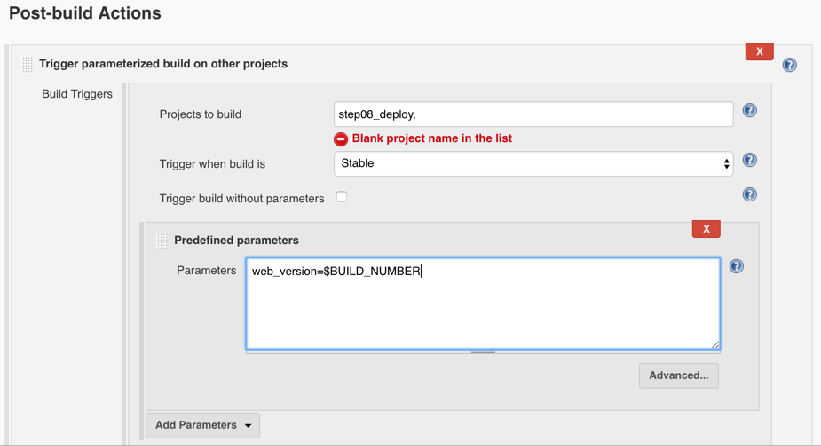 Post-build Actions
X
Trigger parameterized build on other projects
Build Triggers
Projects to build
step08_deploy,
Blank project name in the list
Trigger when build is
Stable
Trigger build without parameters
X
Predefined parameters
Parameters
web_version=$BUILD_NUMBER
Advanced...
Add Parameters